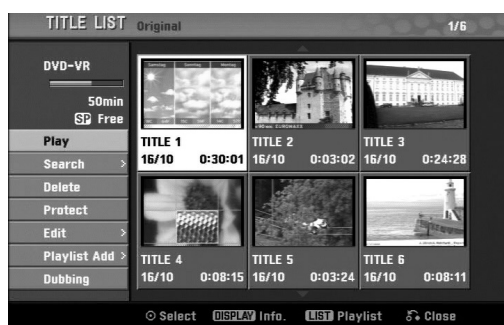 TITLE LIST Original 1/6
DVD-VR
50min
SP Free
Play
Search >
Delete
Protect
Edit >
Playlist Add >
Dubbing
TITLE 1
16/10 0:30:01
TITLE 2
16/10 0:03:02
TITLE 3
16/10 0:24:28
TITLE 4
16/10 0:08:15
TITLE 5
16/10 0:03:24
TITLE 6
16/10 0:08:11
Select DISPLAY Info. LIST Playlist Close